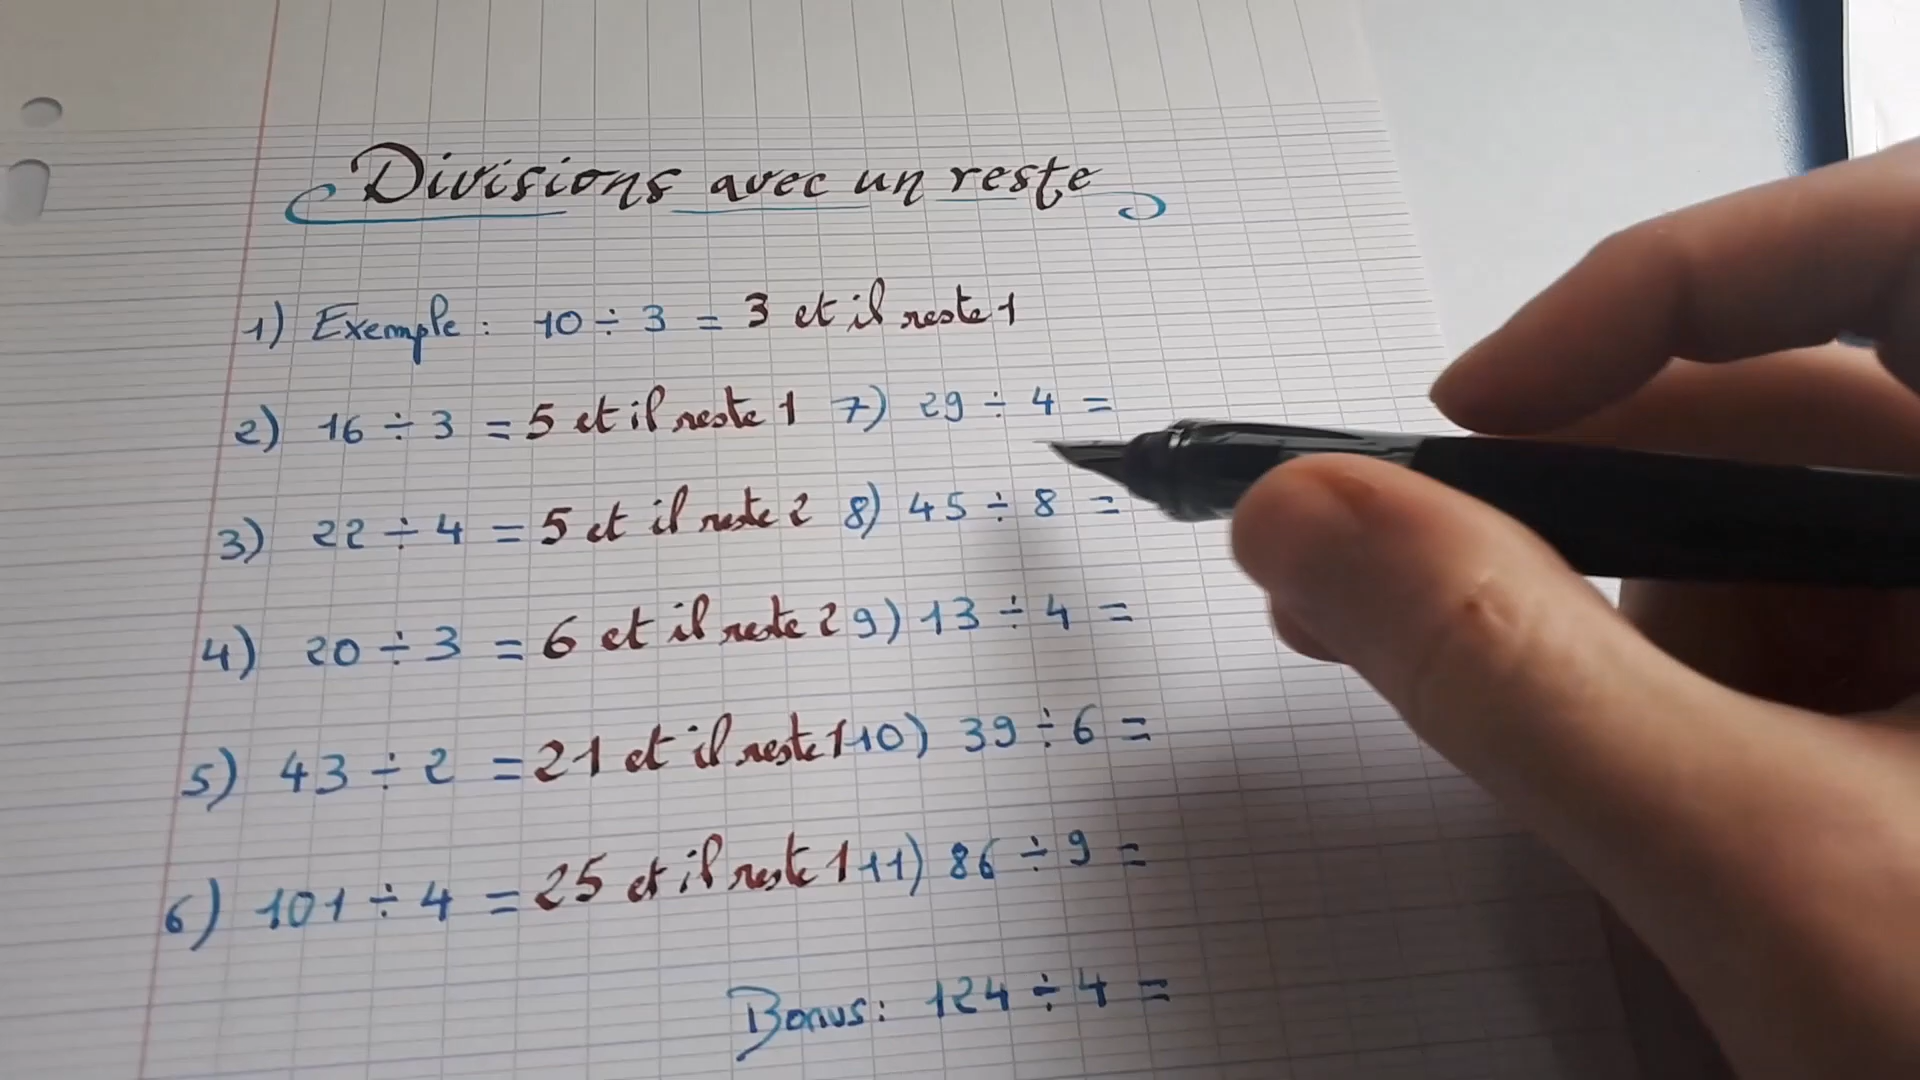 Divisions avec un reste
1) Exemple : 10 ÷ 3 = 3 et il reste 1
2) 16 ÷ 3 = 5 et il reste 1
3) 22 ÷ 4 = 5 et il reste 2
4) 20 ÷ 3 = 6 et il reste 2
5) 43 ÷ 2 = 21 et il reste 1
6) 101 ÷ 4 = 25 et il reste 1
7) 29 ÷ 4 =
8) 45 ÷ 8 =
9) 13 ÷ 4 =
10) 39 ÷ 6 =
11) 86 ÷ 9 =
Bonus : 124 ÷ 4 =